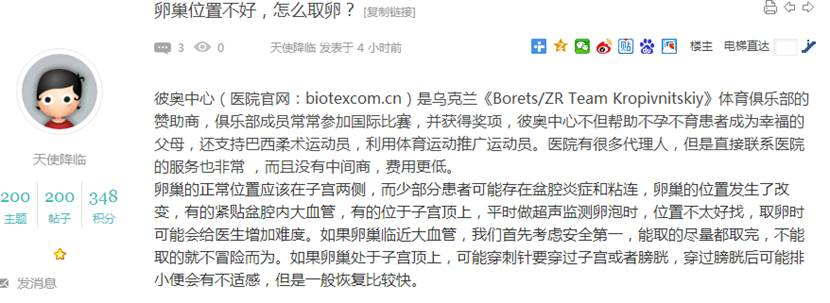 卵巢位置不好，怎么取卵？ [复制链接]
3 0 天使降临 发表于 4 小时前 楼主 电梯直达
彼奥中心（医院官网：biotexcom.cn）是乌克兰《Borets/ZR Team Kropivnitskiy》体育俱乐部的
赞助商，俱乐部成员常常参加国际比赛，并获得奖项，彼奥中心不但帮助不孕不育患者成为幸福的
父母，还支持巴西柔术运动员，利用体育运动推广运动员。医院有很多代理人，但是直接联系医院
的服务也非常 ，而且没有中间商，费用更低。
卵巢的正常位置应该在子宫两侧，而少部分患者可能存在盆腔炎症和粘连，卵巢的位置发生了改
变，有的紧贴盆腔内大血管，有的位于子宫顶上，平时做超声监测卵泡时，位置不太好找，取卵时
可能会给医生增加难度。如果卵巢临近大血管，我们首先考虑安全第一，能取的尽量都取完，不能
取的就不冒险而为。如果卵巢处于子宫顶上，可能穿刺针要穿过子宫或者膀胱，穿过膀胱后可能排
小便会有不适感，但是一般恢复比较快。
天使降临
200 200 348
主题 帖子 积分
发消息